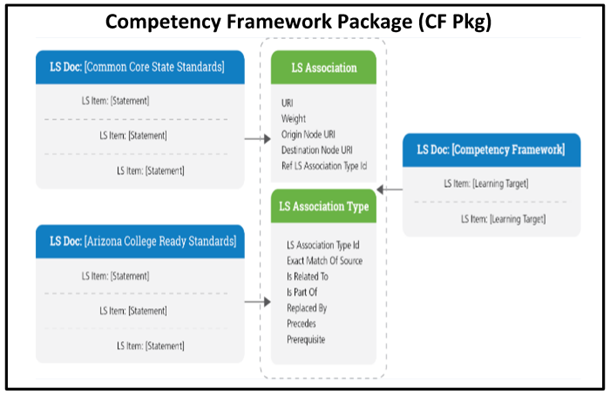 Competency Framework Package (CF Pkg)
LS Doc: [Common Core State Standards]
LS Item: [Statement]
LS Item: [Statement]
LS Item: [Statement]
LS Doc: [Arizona College Ready Standards]
LS Item: [Statement]
LS Item: [Statement]
LS Item: [Statement]
LS Association
URI
Weight
Origin Node URI
Destination Node URI
Ref LS Association Type Id
LS Association Type
LS Association Type Id
Exact Match Of Source
Is Related To
Is Part Of
Replaced By
Precedes
Prerequisite
LS Doc: [Competency Framework]
LS Item: [Learning Target]
LS Item: [Learning Target]